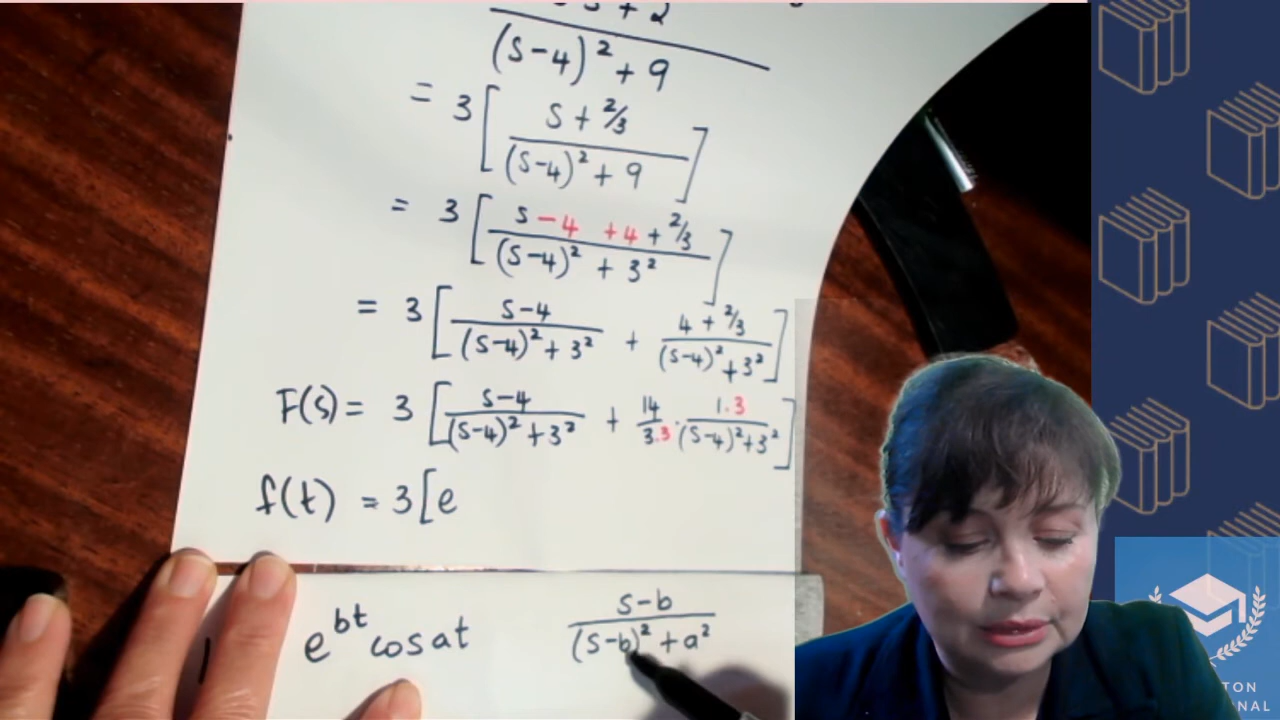 (s-4)² + 9
= 3 [ s + 2/3
(s-4)² + 9 ]
= 3 [ s - 4 + 4 + 2/3
(s-4)² + 3² ]
= 3 [ s-4 + 4 + 2/3
(s-4)² + 3² (s-4)² + 3² ]
F(s) = 3 [ s-4 + 14 · 1.3
(s-4)² + 3² 3.3 (s-4)² + 3² ]
f(t) = 3 [ e
e^bt cos at s-b
(s-b)² + a²